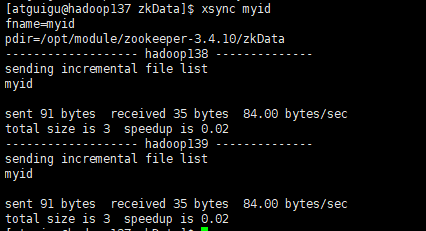 [atguigu@hadoop137 zkData]$ xsync myid
fname=myid
pdir=/opt/module/zookeeper-3.4.10/zkData
------------------- hadoop138 --------------
sending incremental file list
myid

sent 91 bytes  received 35 bytes  84.00 bytes/sec
total size is 3  speedup is 0.02
------------------- hadoop139 --------------
sending incremental file list
myid

sent 91 bytes  received 35 bytes  84.00 bytes/sec
total size is 3  speedup is 0.02
[atguigu@hadoop137 zkData]$